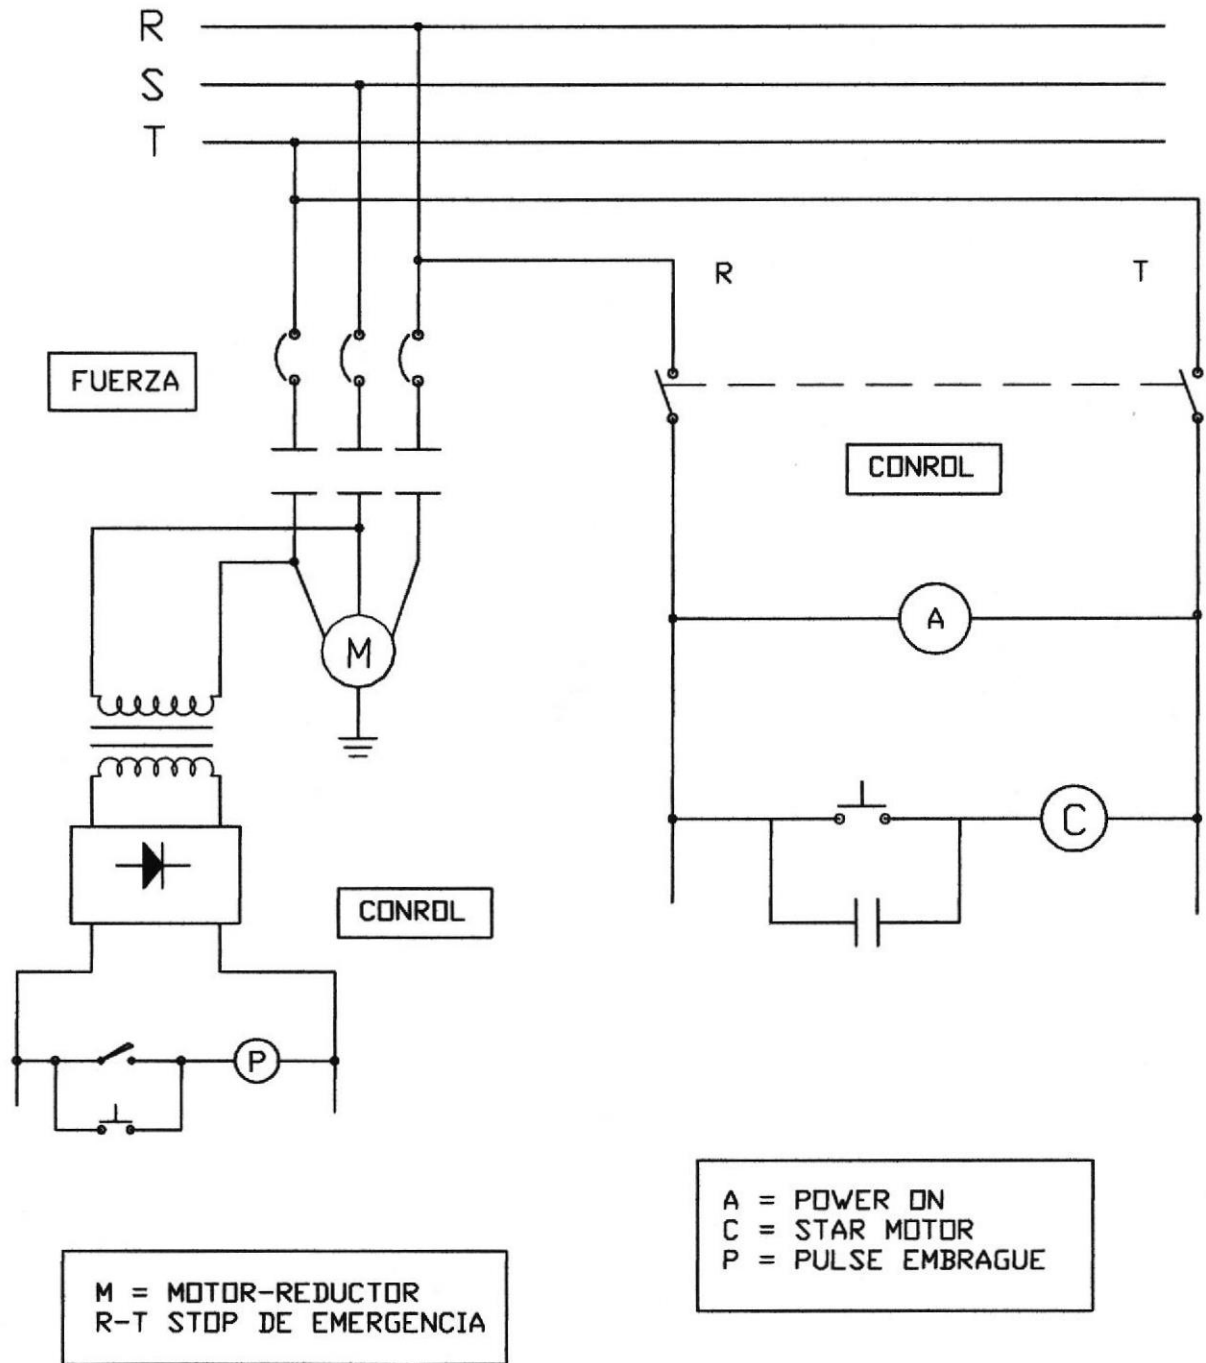 R
S
T
R T
FUERZA
CONROL
A
M
C
CONROL
P
A = POWER ON
C = STAR MOTOR
P = PULSE EMBRAGUE
M = MOTOR-REDUCTOR
R-T STOP DE EMERGENCIA